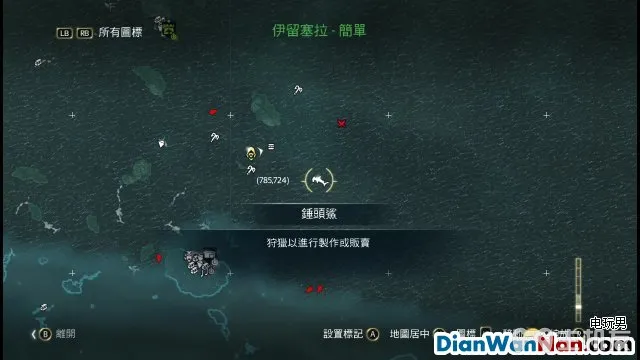 LB RB 所有圖標
伊留塞拉 - 簡單
(785,724)
錘頭鯊
狩獵以進行製作或販賣
B 離開
設置標記 A 地圖居中
圖標
电玩男
DianWanNan.com